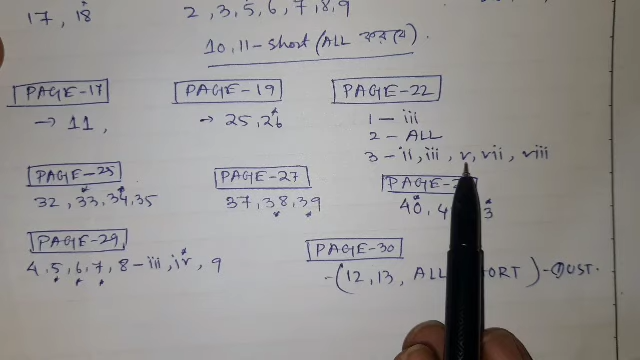 17, 18
2, 3, 5, 6, 7, 8, 9
10, 11 - short (ALL করবে).
PAGE-17
→ 11,
PAGE-19
→ 25, 26*
PAGE-22
1 - iii
2 - ALL
3 - ii, iii, v, vii, viii
PAGE-25
32, 33*, 34*, 35
PAGE-27
37, 38*, 39*
PAGE-2
40*, 4
PAGE-29
4, 5*, 6*, 7*, 8 - iii, iv*, 9
PAGE-30
- (12, 13, ALL